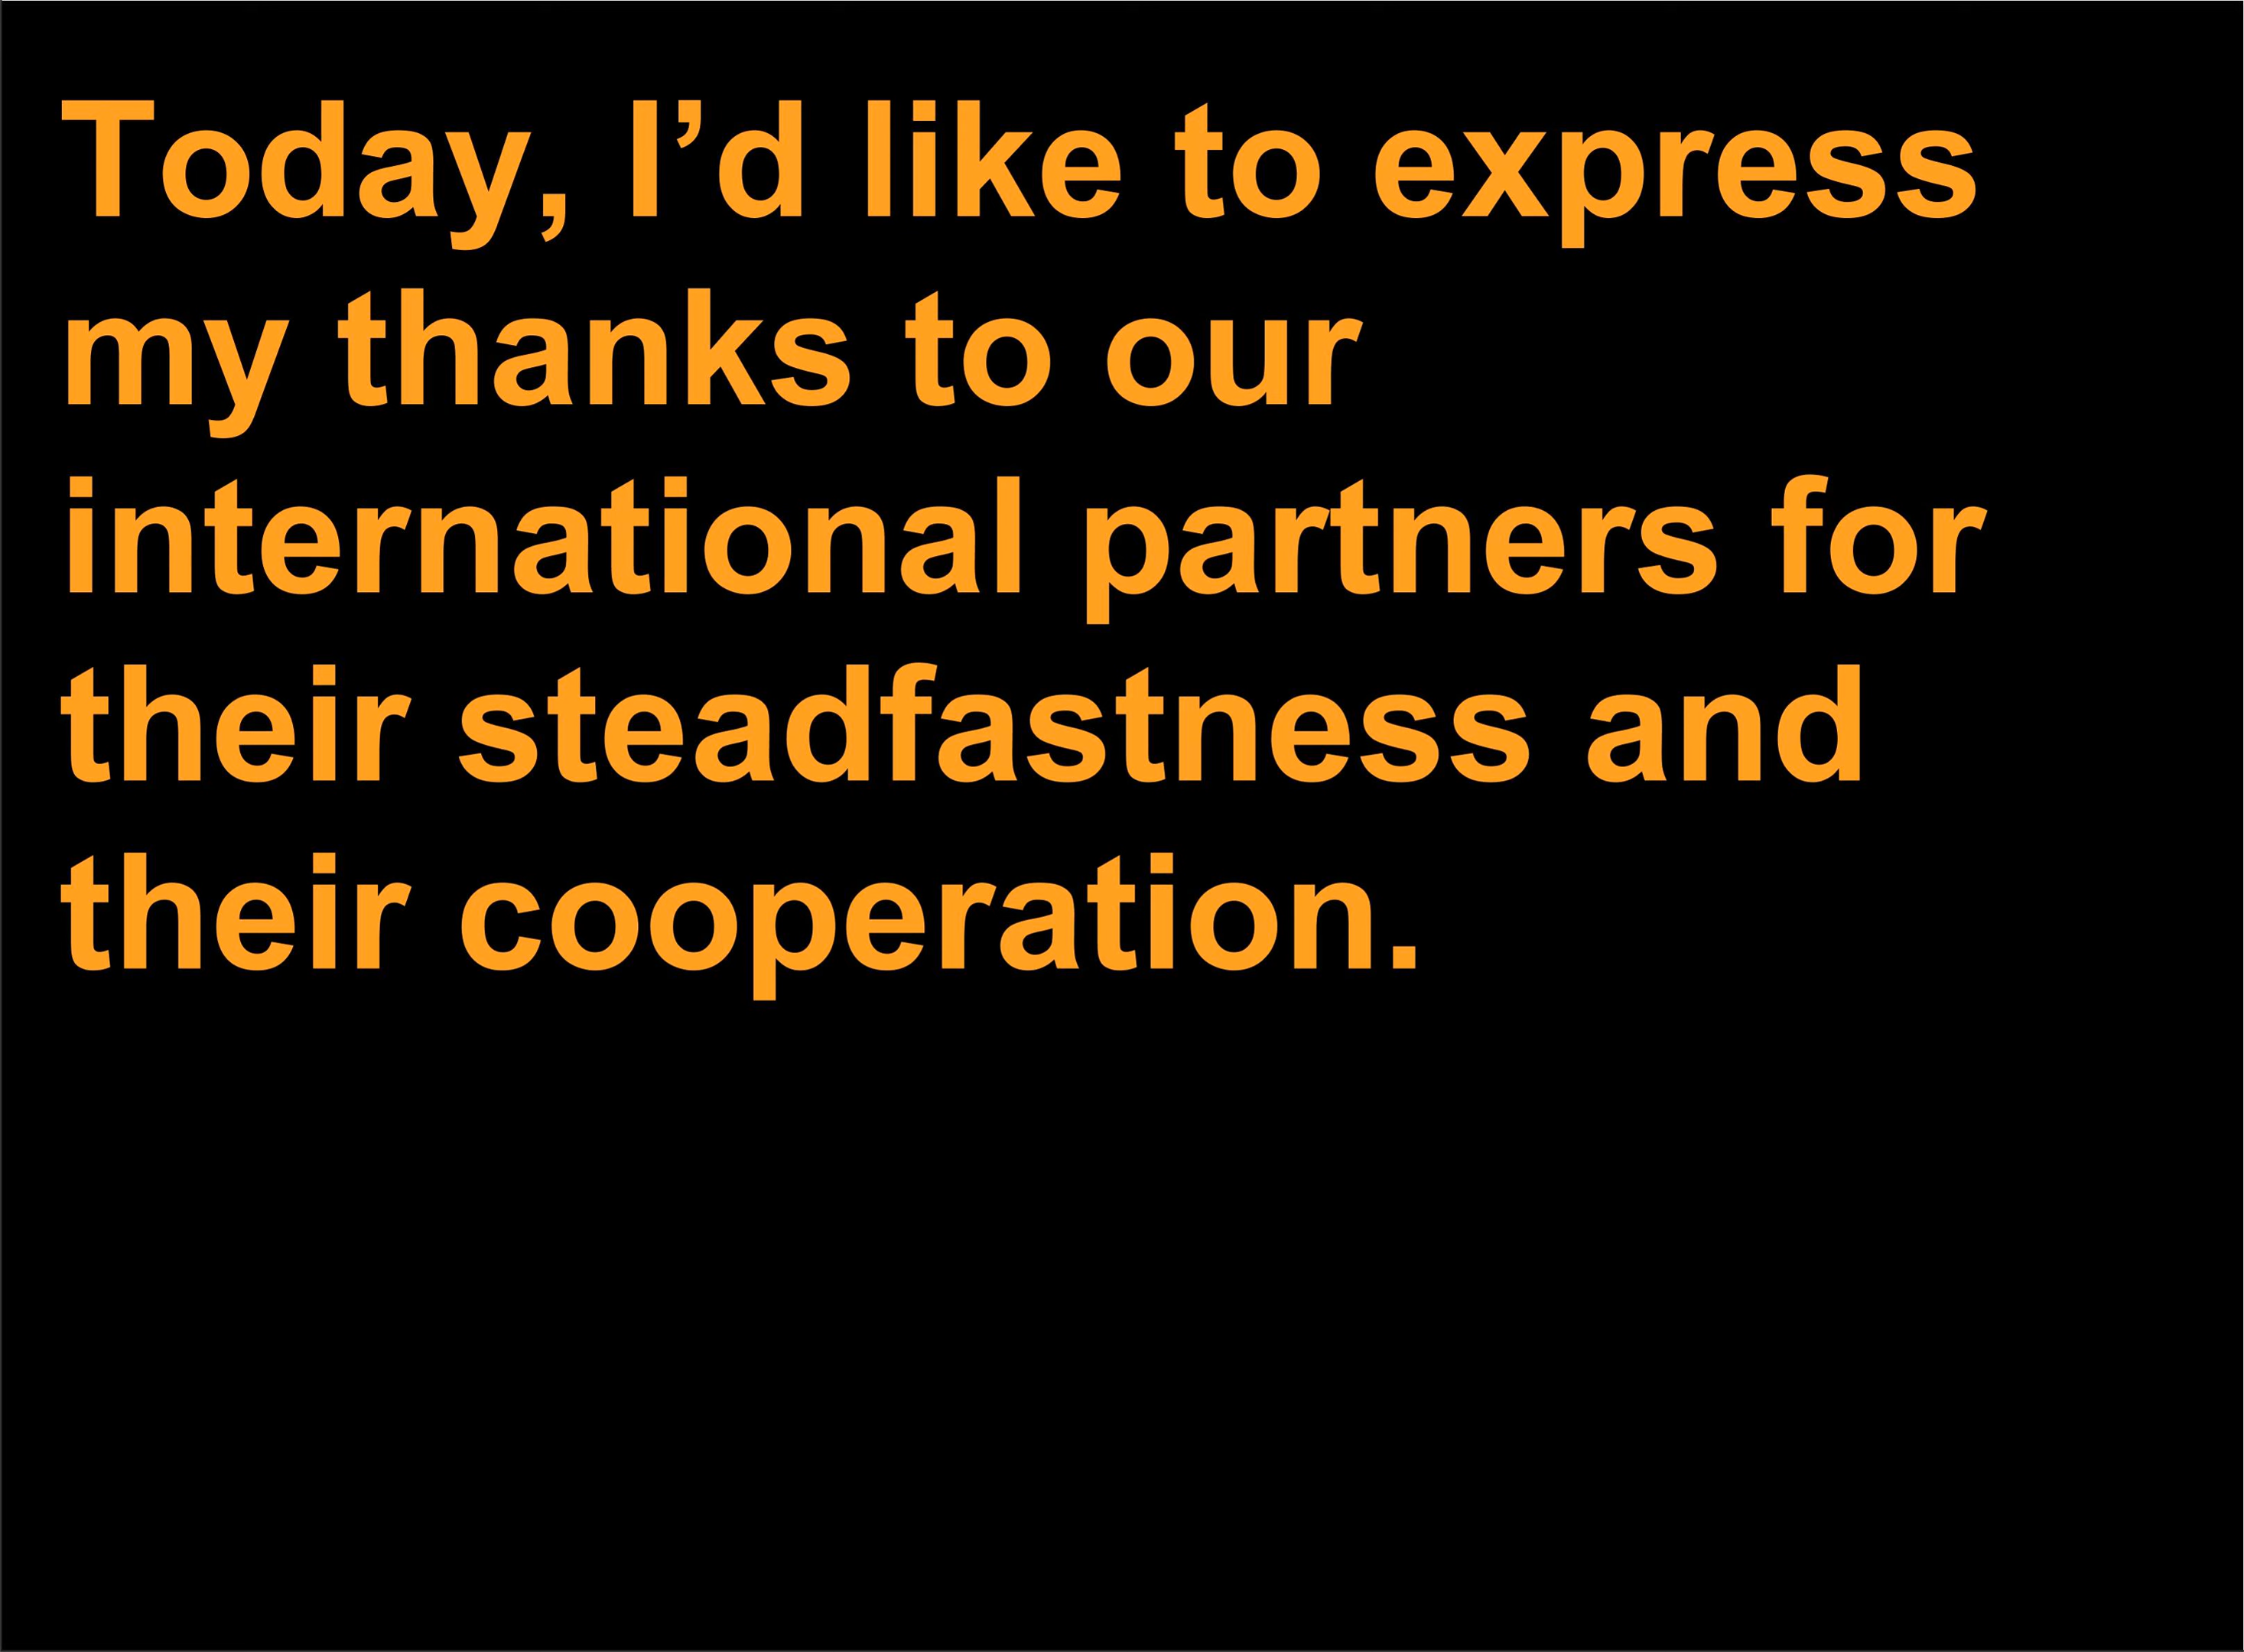 Today, I’d like to express
my thanks to our
international partners for
their steadfastness and
their cooperation.